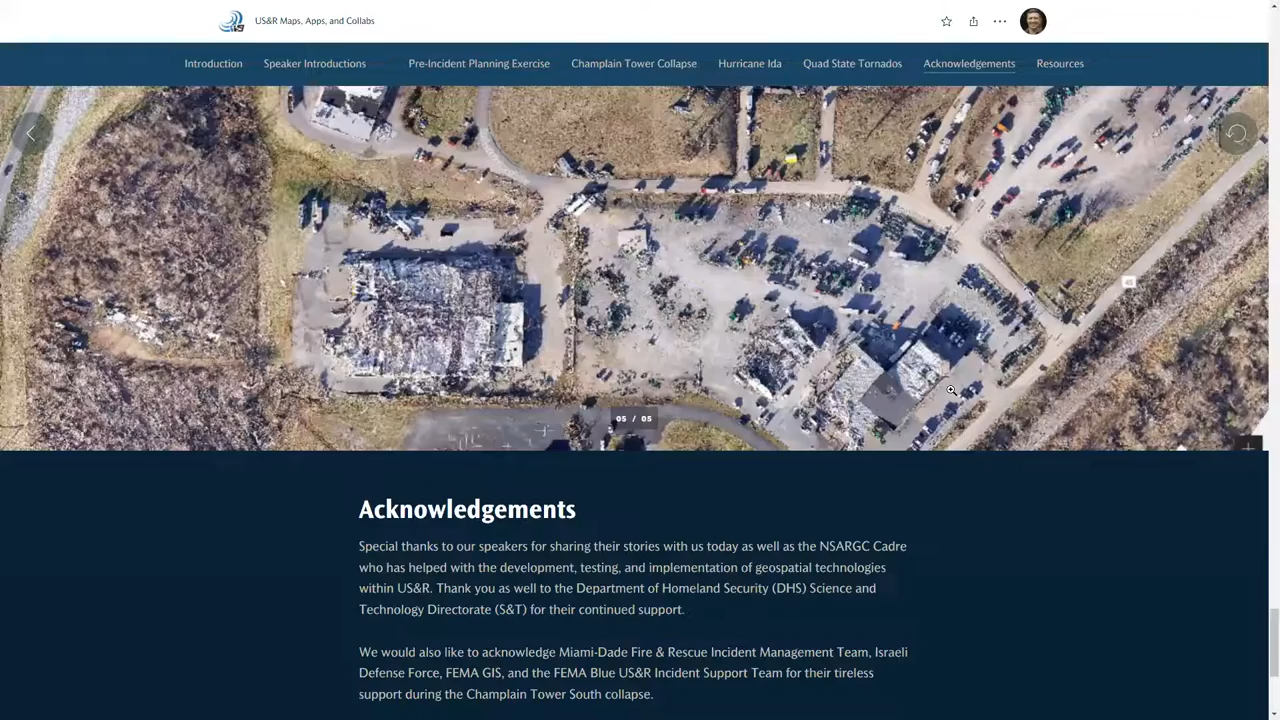 US&R Maps, Apps, and Collabs
Introduction Speaker Introductions Pre-Incident Planning Exercise Champlain Tower Collapse Hurricane Ida Quad State Tornados Acknowledgements Resources
05 / 05
Acknowledgements
Special thanks to our speakers for sharing their stories with us today as well as the NSARGC Cadre
who has helped with the development, testing, and implementation of geospatial technologies
within US&R. Thank you as well to the Department of Homeland Security (DHS) Science and
Technology Directorate (S&T) for their continued support.
We would also like to acknowledge Miami-Dade Fire & Rescue Incident Management Team, Israeli
Defense Force, FEMA GIS, and the FEMA Blue US&R Incident Support Team for their tireless
support during the Champlain Tower South collapse.